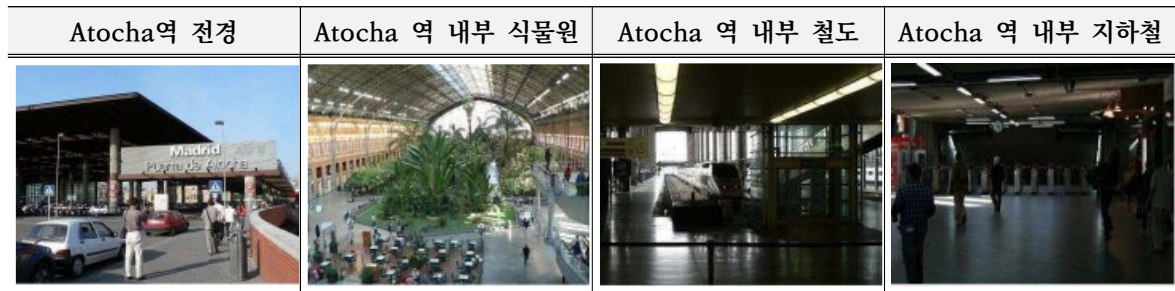 Atocha역 전경
Atocha 역 내부 식물원
Atocha 역 내부 철도
Atocha 역 내부 지하철
Madrid
Puerta de Atocha